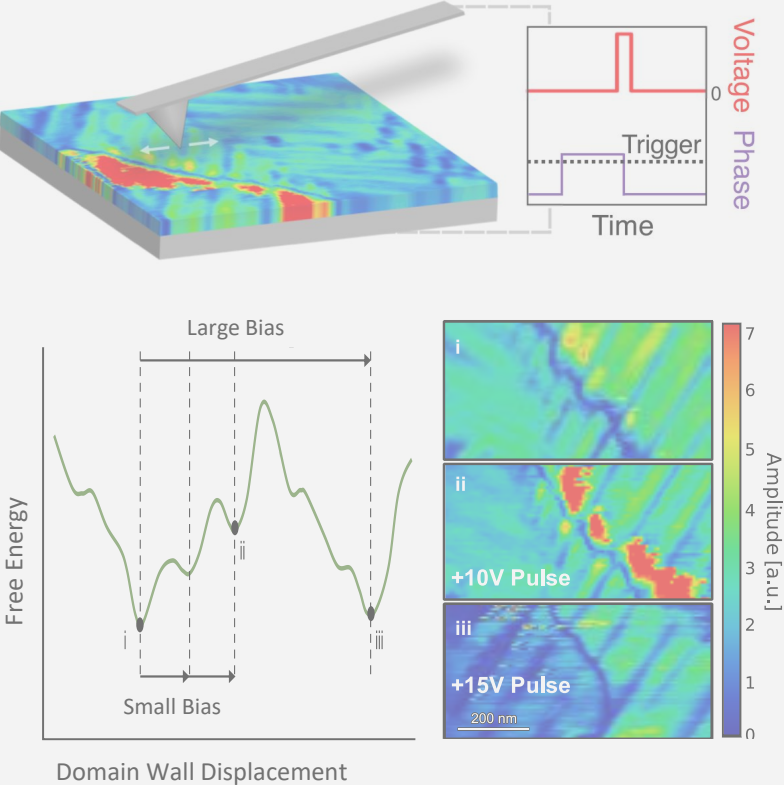 Voltage
0
Phase
Trigger
Time
Large Bias
Free Energy
i
ii
iii
Small Bias
Domain Wall Displacement
i
ii
+10V Pulse
iii
+15V Pulse
200 nm
7
6
5
4
3
2
1
0
Amplitude [a.u.]